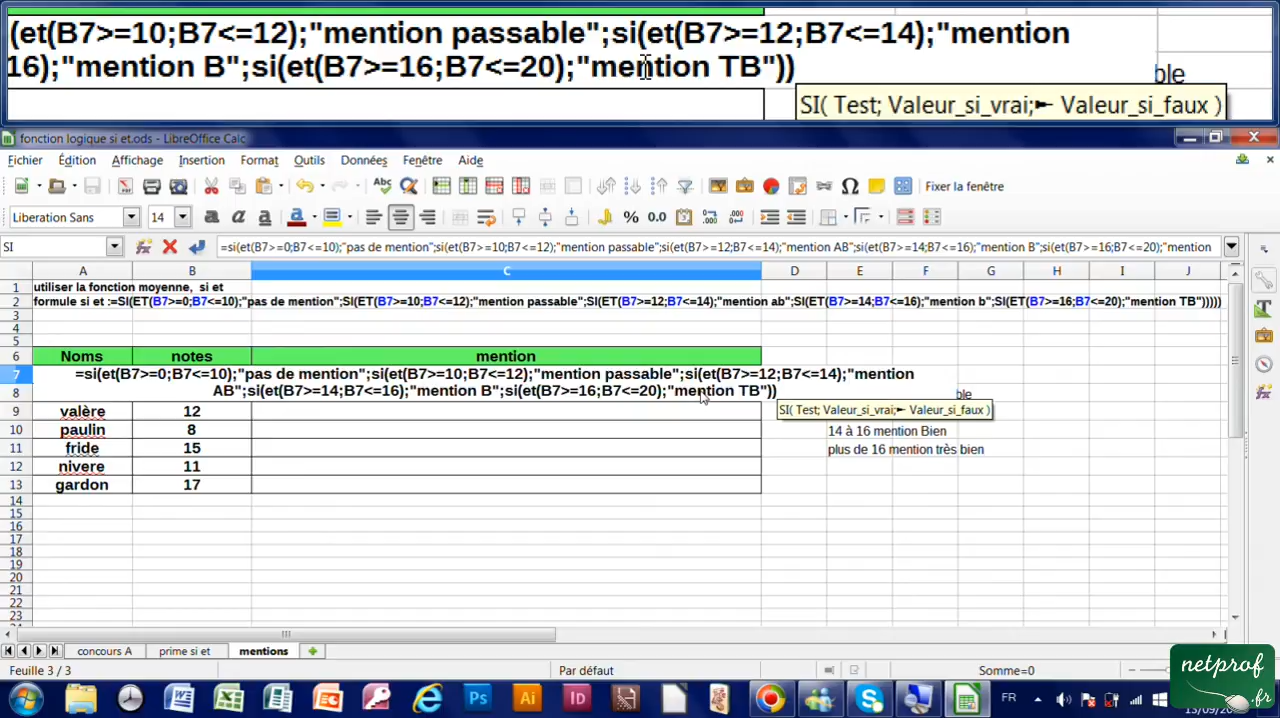 (et(B7>=10;B7<=12);"mention passable";si(et(B7>=12;B7<=14);"mention
16);"mention B";si(et(B7>=16;B7<=20);"mention TB"))
ble
SI( Test; Valeur_si_vrai; Valeur_si_faux )
fonction logique si et.ods - LibreOffice Calc
Fichier Édition Affichage Insertion Format Outils Données Fenêtre Aide
Fixer la fenêtre
Liberation Sans 14
SI =si(et(B7>=0;B7<=10);"pas de mention";si(et(B7>=10;B7<=12);"mention passable";si(et(B7>=12;B7<=14);"mention AB";si(et(B7>=14;B7<=16);"mention B";si(et(B7>=16;B7<=20);"mention
A B C D E F G H I J
1 utiliser la fonction moyenne, si et
2 formule si et :=SI(ET(B7>=0;B7<=10);"pas de mention";SI(ET(B7>=10;B7<=12);"mention passable";SI(ET(B7>=12;B7<=14);"mention ab";SI(ET(B7>=14;B7<=16);"mention b";SI(ET(B7>=16;B7<=20);"mention TB")))))
3
4
5
6 Noms notes mention
7 =si(et(B7>=0;B7<=10);"pas de mention";si(et(B7>=10;B7<=12);"mention passable";si(et(B7>=12;B7<=14);"mention
8 AB";si(et(B7>=14;B7<=16);"mention B";si(et(B7>=16;B7<=20);"mention TB")) ble
9 valère 12 SI( Test; Valeur_si_vrai; Valeur_si_faux )
10 paulin 8 14 à 16 mention Bien
11 fride 15 plus de 16 mention très bien
12 nivere 11
13 gardon 17
14
15
16
17
18
19
20
21
22
23
concours A prime si et mentions
Feuille 3 / 3 Par défaut Somme=0
netprof
.fr
Ps Ai Id FR